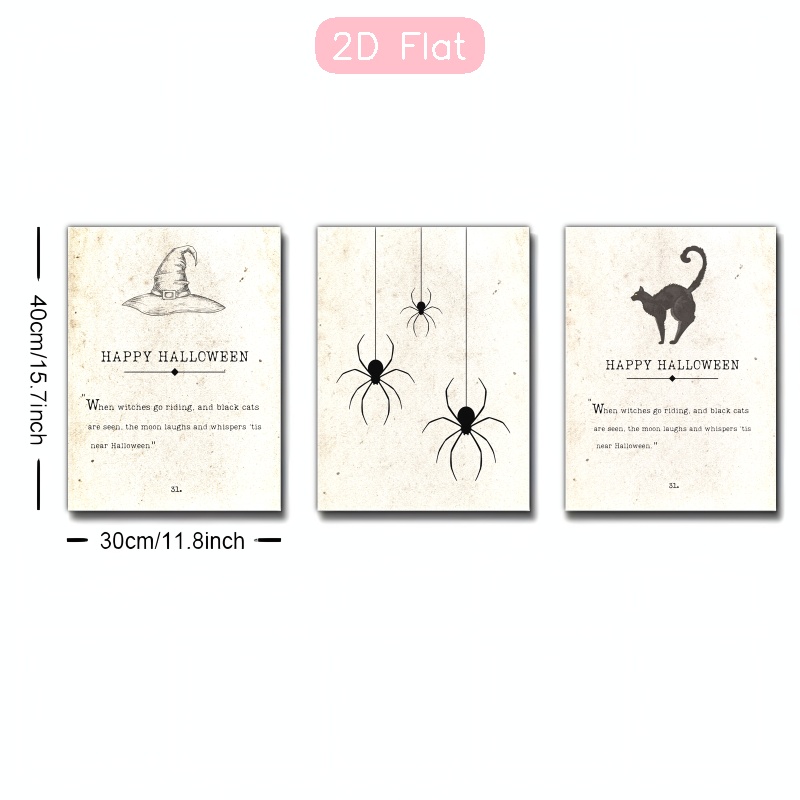 2D Flat
40cm/15.7inch
HAPPY HALLOWEEN
"When witches go riding, and black cats
are seen, the moon laughs and whispers 'tis
near Halloween."
31.
HAPPY HALLOWEEN
"When witches go riding, and black cats
are seen, the moon laughs and whispers 'tis
near Halloween."
31.
30cm/11.8inch